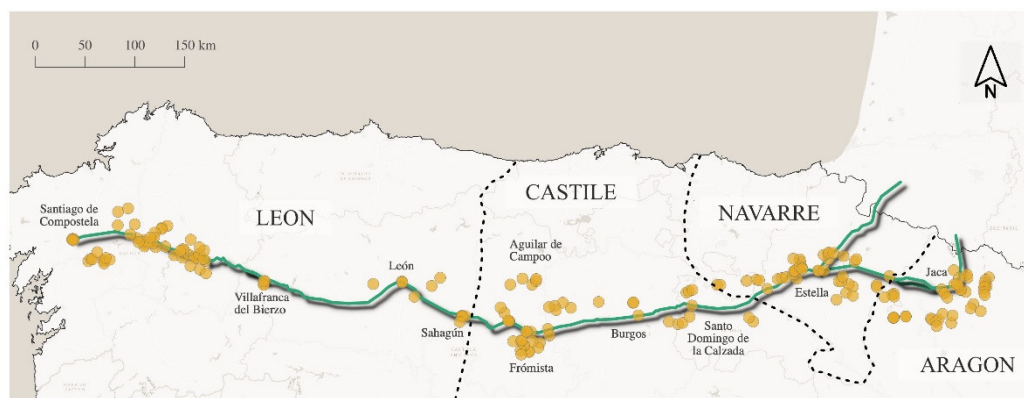 0 50 100 150 km
N
CASTILE
LEON
NAVARRE
Santiago de
Compostela
Aguilar de
Campoo
León
Jaca
Villafranca
del Bierzo
Estella
Sahagún
Burgos
Santo
Domingo de
la Calzada
Frómista
ARAGON